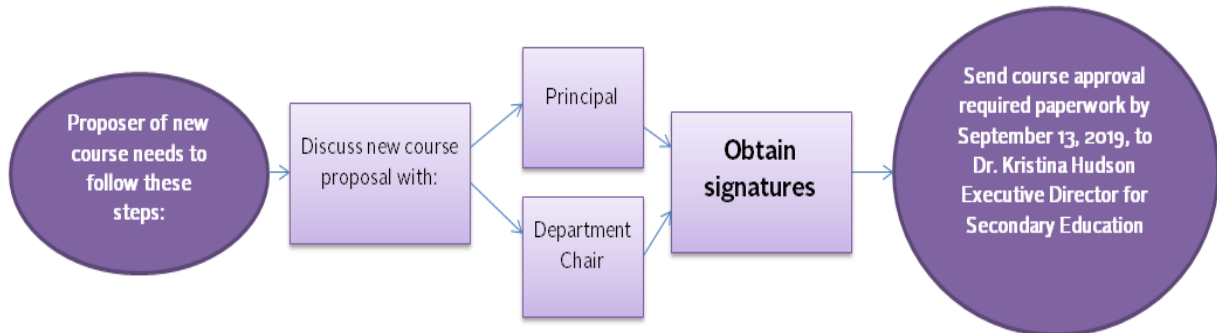 Proposer of new
course needs to
follow these
steps:
Discuss new course
proposal with:
Principal
Department
Chair
Obtain
signatures
Send course approval
required paperwork by
September 13, 2019, to
Dr. Kristina Hudson
Executive Director for
Secondary Education